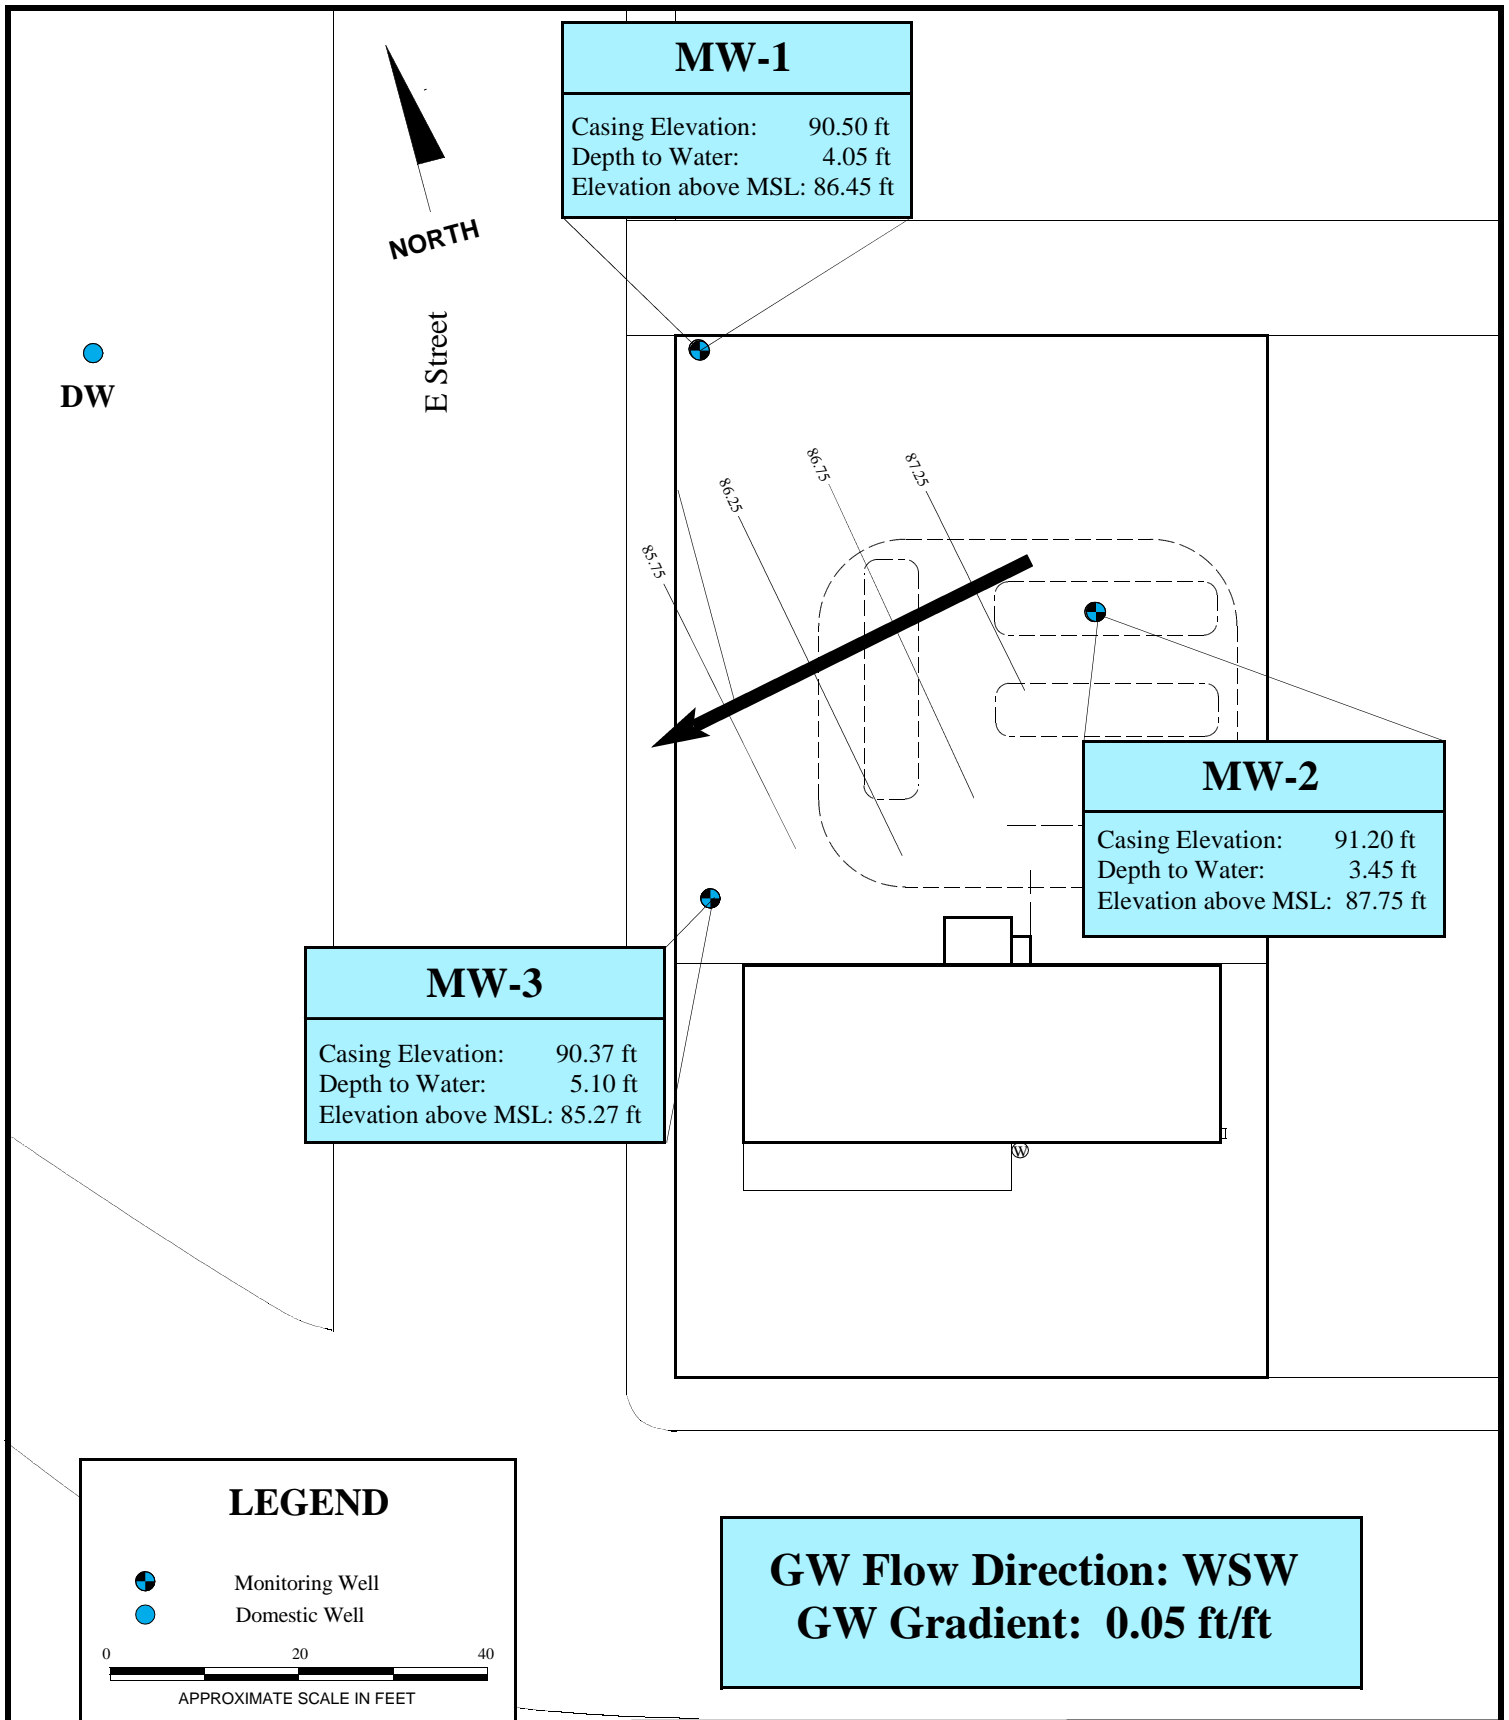 MW-1
Casing Elevation: 90.50 ft
Depth to Water: 4.05 ft
Elevation above MSL: 86.45 ft
NORTH
E Street
DW
86.75
87.25
86.25
85.75
MW-2
Casing Elevation: 91.20 ft
Depth to Water: 3.45 ft
Elevation above MSL: 87.75 ft
MW-3
Casing Elevation: 90.37 ft
Depth to Water: 5.10 ft
Elevation above MSL: 85.27 ft
W
LEGEND
Monitoring Well
Domestic Well
0 20 40
APPROXIMATE SCALE IN FEET
GW Flow Direction: WSW
GW Gradient: 0.05 ft/ft